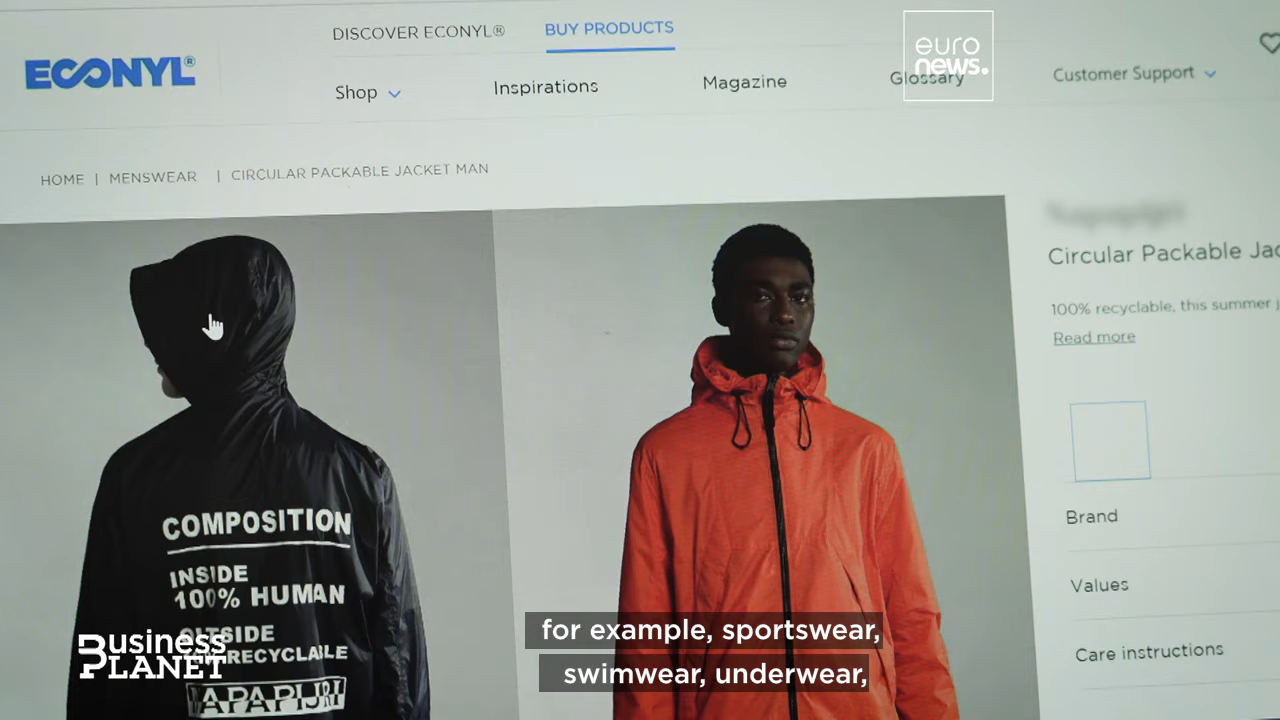 DISCOVER ECONYL®
BUY PRODUCTS
ECONYL®
euro
news.
Shop
Inspirations
Magazine
Glossary
Customer Support
HOME | MENSWEAR | CIRCULAR PACKABLE JACKET MAN
Circular Packable Jac
100% recyclable, this summer j
Read more
COMPOSITION
INSIDE
100% HUMAN
OUTSIDE
RECYCLABLE
NAPAPIJRI
Brand
Values
Care instructions
Business
PLANET
for example, sportswear,
swimwear, underwear,